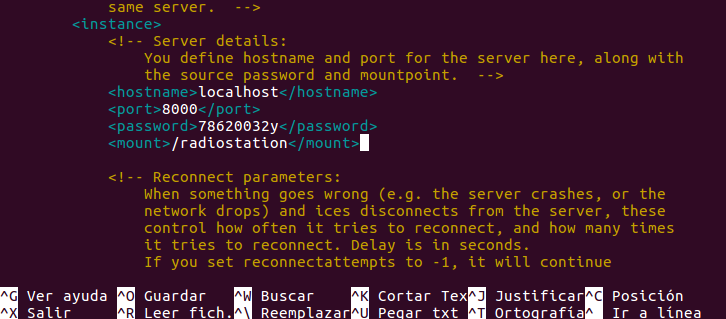 same server.  -->
<instance>
<!-- Server details:
You define hostname and port for the server here, along with
the source password and mountpoint.  -->
<hostname>localhost</hostname>
<port>8000</port>
<password>78620032y</password>
<mount>/radiostation</mount>
<!-- Reconnect parameters:
When something goes wrong (e.g. the server crashes, or the
network drops) and ices disconnects from the server, these
control how often it tries to reconnect, and how many times
it tries to reconnect. Delay is in seconds.
If you set reconnectattempts to -1, it will continue
^G Ver ayuda ^O Guardar ^W Buscar ^K Cortar Tex ^J Justificar ^C Posición
^X Salir ^R Leer fich. ^\ Reemplazar ^U Pegar txt ^T Ortografía ^_ Ir a línea